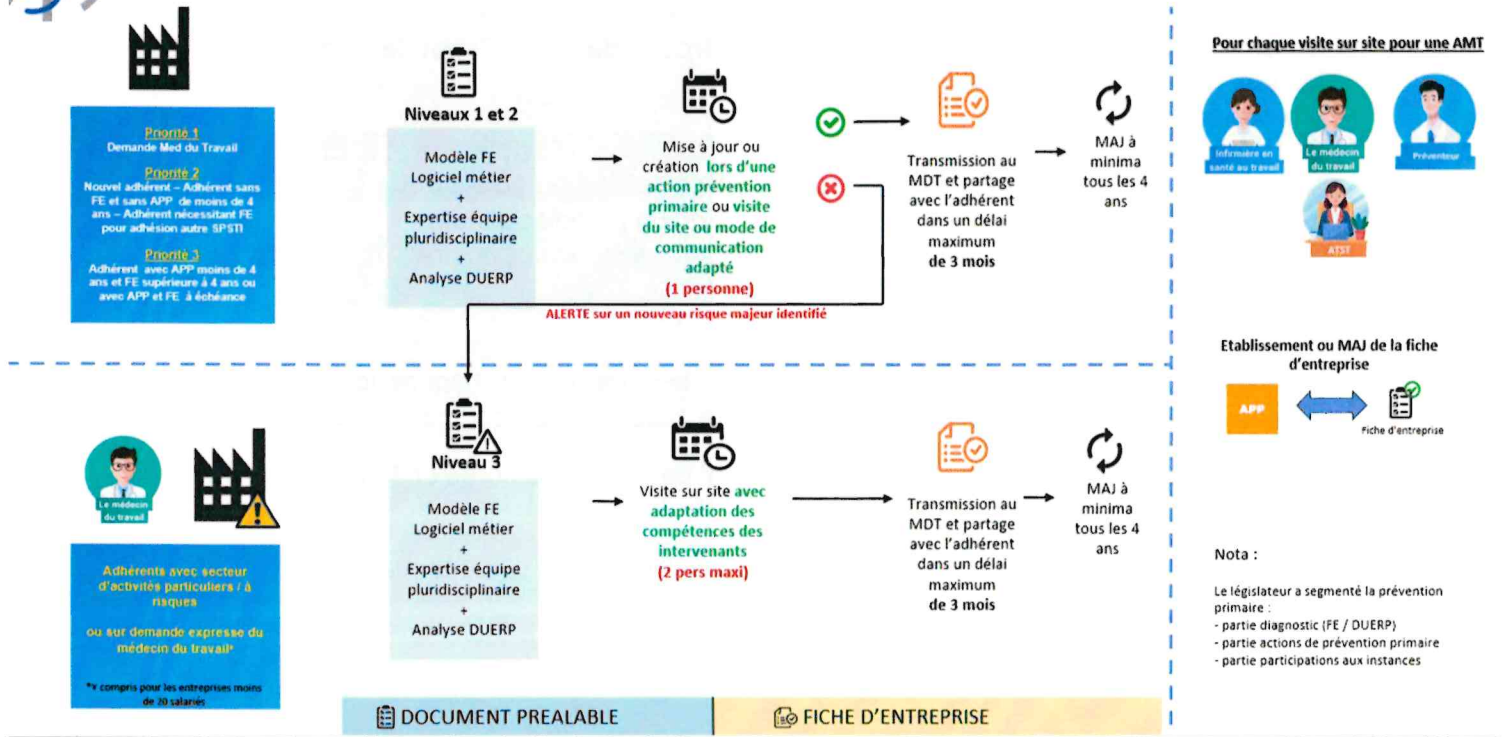 Priorité 1
Demande Med du Travail
Priorité 2
Nouvel adhérent – Adhérent sans
FE et sans APP de moins de 4
ans – Adhérent nécessitant FE
pour adhésion autre SPSTI
Priorité 3
Adhérent avec APP moins de 4
ans et FE supérieure à 4 ans ou
avec APP et FE à échéance
Niveaux 1 et 2
Modèle FE
Logiciel métier
+
Expertise équipe
pluridisciplinaire
+
Analyse DUERP
Mise à jour ou
création lors d'une
action prévention
primaire ou visite
du site ou mode de
communication
adapté
(1 personne)
Transmission au
MDT et partage
avec l'adhérent
dans un délai
maximum
de 3 mois
MAJ à
minima
tous les 4
ans
ALERTE sur un nouveau risque majeur identifié
Le médecin
du travail
Adhérents avec secteur
d'activités particuliers / à
risques
ou sur demande expresse du
médecin du travail*
*Y compris pour les entreprises moins
de 20 salariés
Niveau 3
Modèle FE
Logiciel métier
+
Expertise équipe
pluridisciplinaire
+
Analyse DUERP
Visite sur site avec
adaptation des
compétences des
intervenants
(2 pers maxi)
Transmission au
MDT et partage
avec l'adhérent
dans un délai
maximum
de 3 mois
MAJ à
minima
tous les 4
ans
DOCUMENT PREALABLE
FICHE D'ENTREPRISE
Pour chaque visite sur site pour une AMT
Infirmière en
santé au travail
Le médecin
du travail
Préventeur
ATST
Etablissement ou MAJ de la fiche
d'entreprise
APP
Fiche d'entreprise
Nota :
Le législateur a segmenté la prévention
primaire :
- partie diagnostic (FE / DUERP)
- partie actions de prévention primaire
- partie participations aux instances